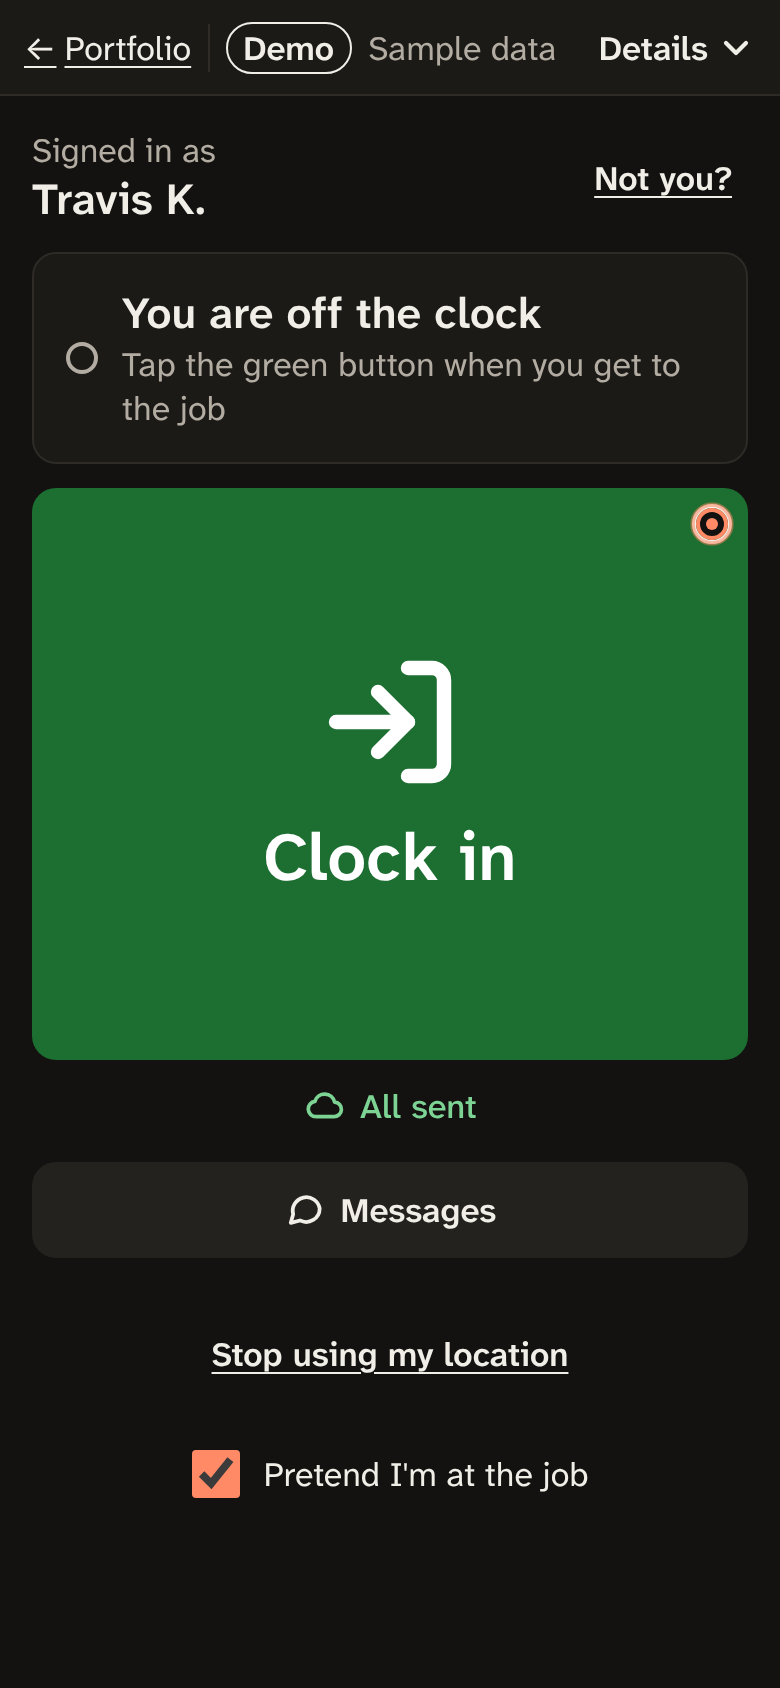 ← Portfolio
Demo
Sample data
Details
Signed in as
Travis K.
Not you?
You are off the clock
Tap the green button when you get to
the job
Clock in
All sent
Messages
Stop using my location
Pretend I'm at the job